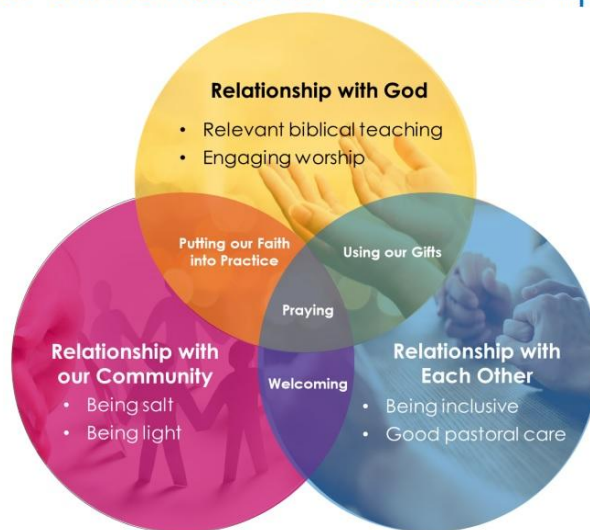 Relationship with God
• Relevant biblical teaching
• Engaging worship
Putting our Faith
into Practice
Using our Gifts
Praying
Relationship with
our Community
• Being salt
• Being light
Welcoming
Relationship with
Each Other
• Being inclusive
• Good pastoral care